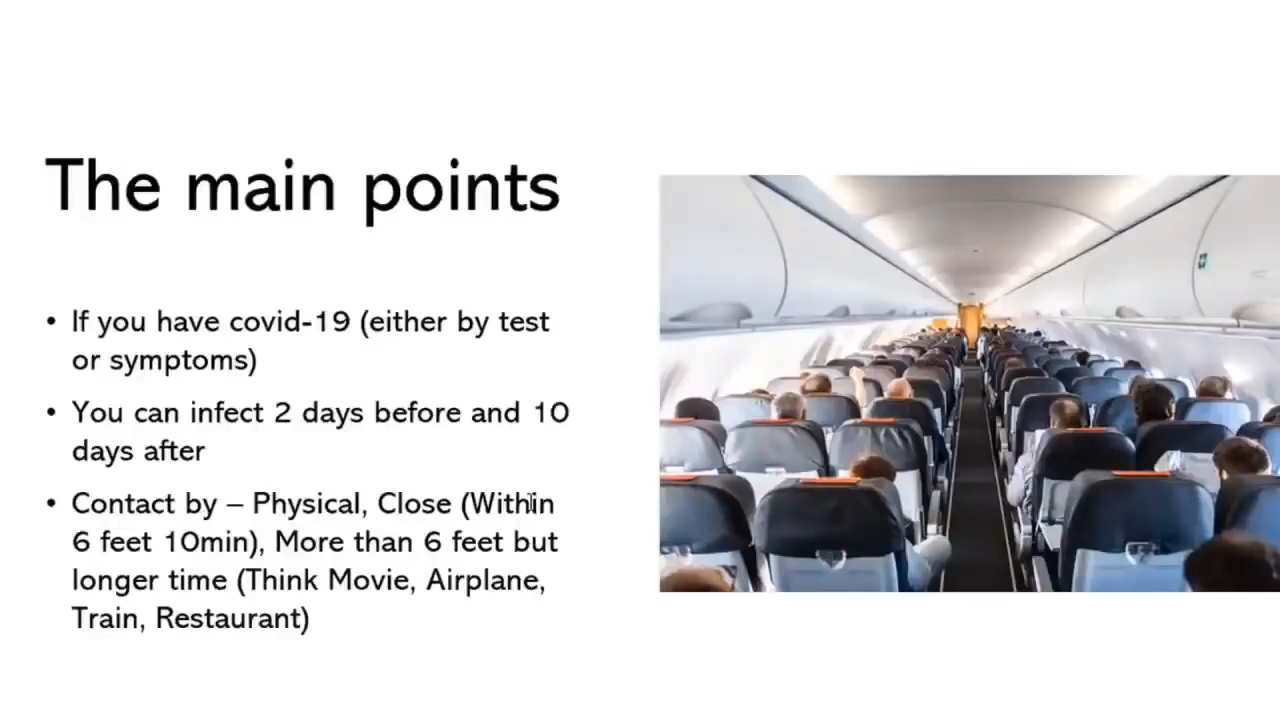 The main points
• If you have covid-19 (either by test
or symptoms)
• You can infect 2 days before and 10
days after
• Contact by – Physical, Close (Within
6 feet 10min), More than 6 feet but
longer time (Think Movie, Airplane,
Train, Restaurant)